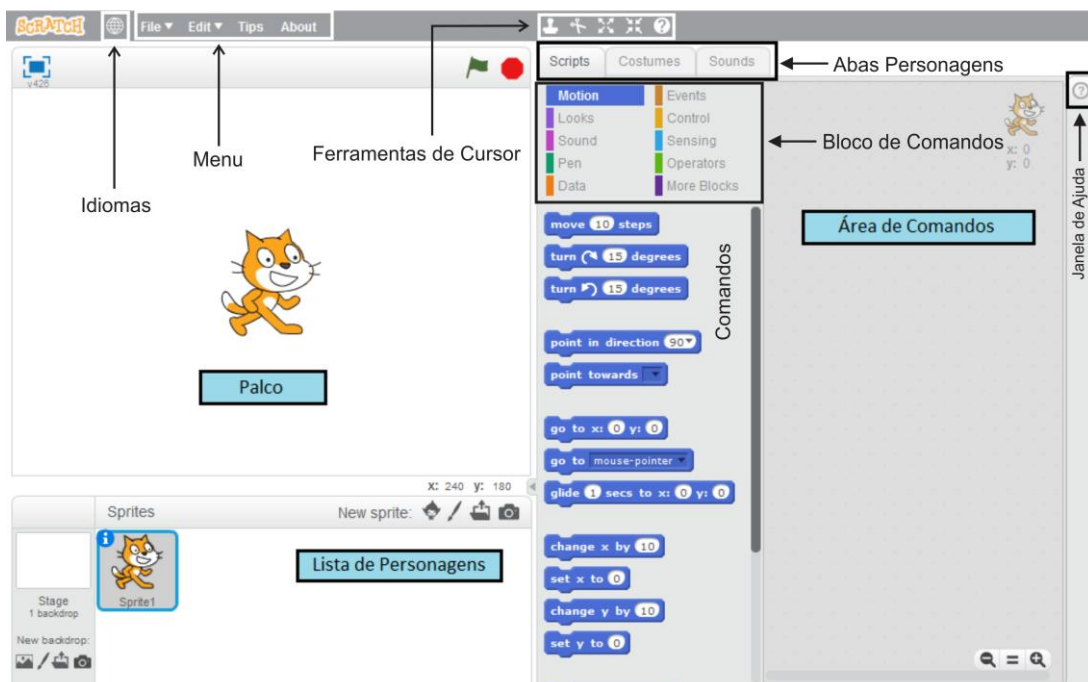 SCRATCH
File ▼ Edit ▼ Tips About
v426
Idiomas
Menu
Ferramentas de Cursor
Palco
x: 240 y: 180
Sprites
New sprite:
Sprite1
Lista de Personagens
Stage
1 backdrop
New backdrop:
Scripts Costumes Sounds
Abas Personagens
Motion Events
Looks Control
Sound Sensing
Pen Operators
Data More Blocks
Bloco de Comandos
Comandos
move 10 steps
turn 15 degrees
turn 15 degrees
point in direction 90▼
point towards
go to x: 0 y: 0
go to mouse-pointer
glide 1 secs to x: 0 y: 0
change x by 10
set x to 0
change y by 10
set y to 0
x: 0
y: 0
Área de Comandos
Janela de Ajuda